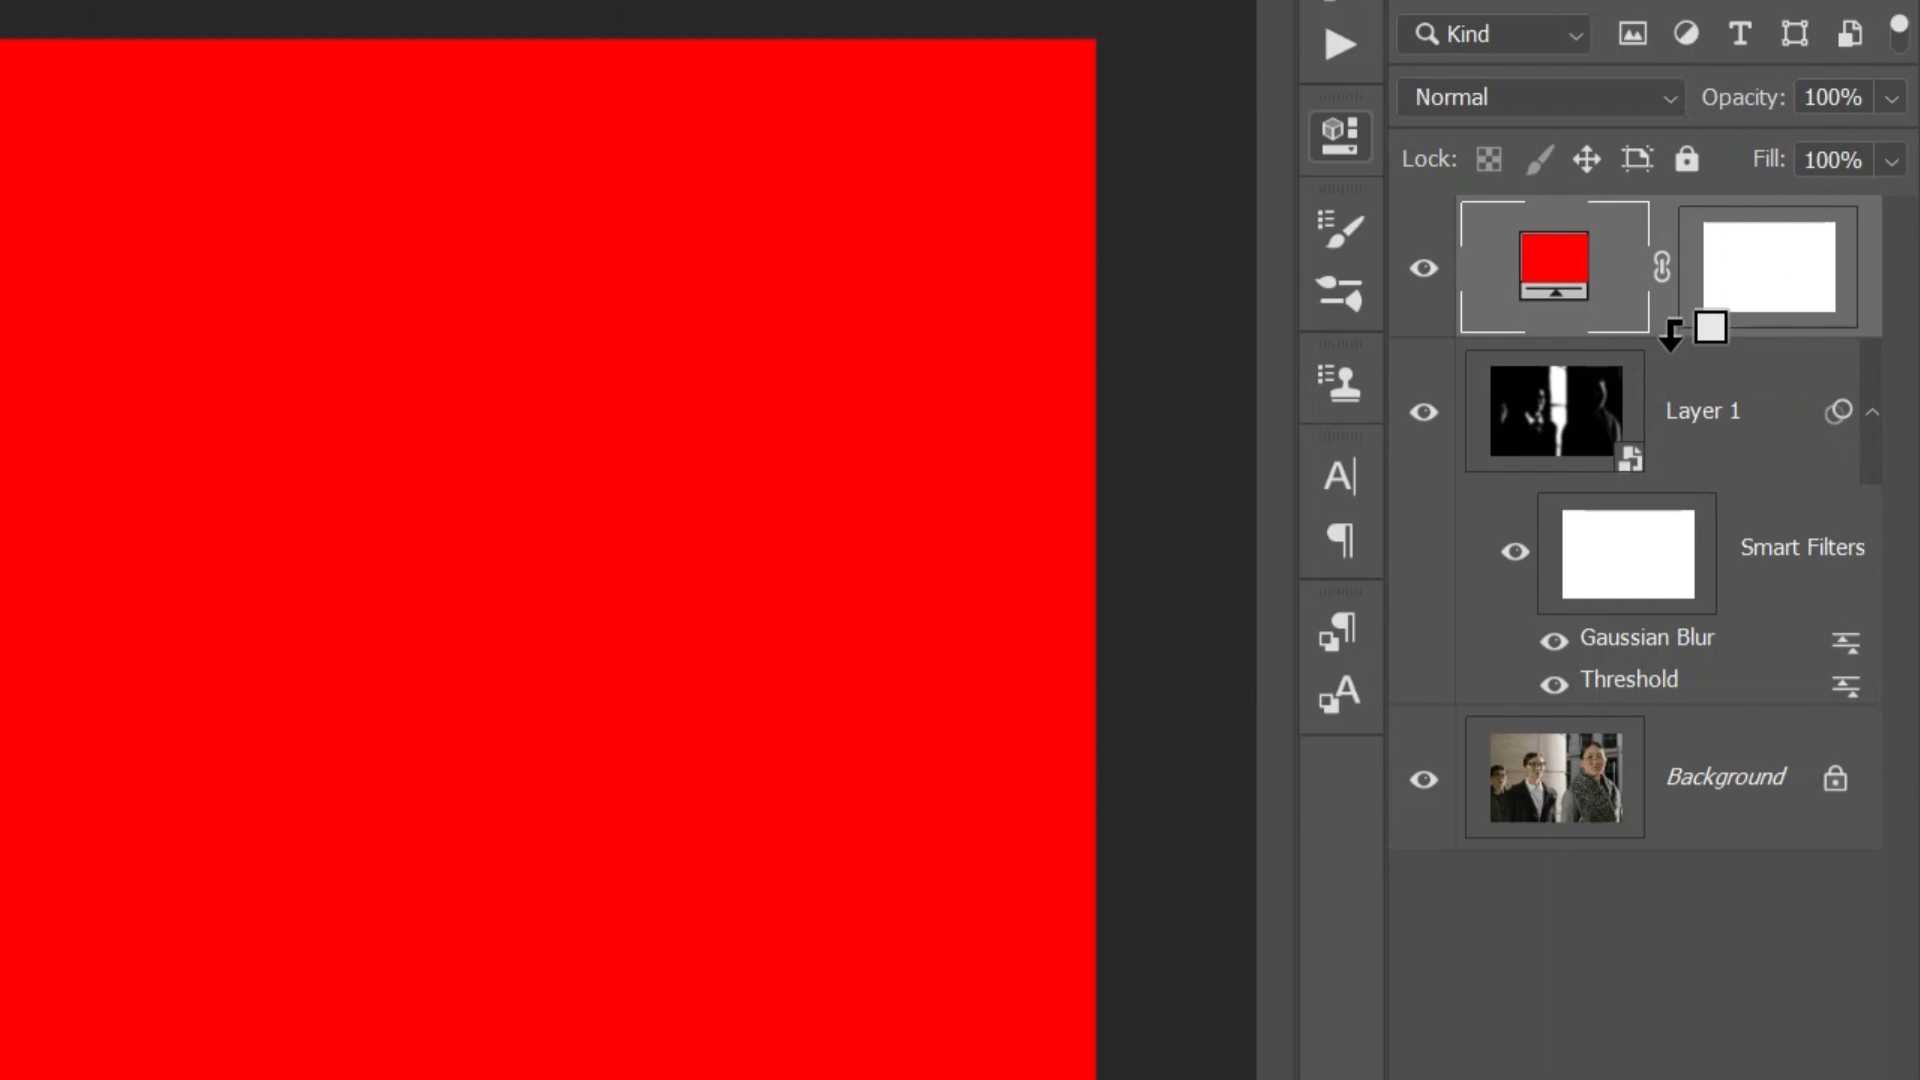 Kind
Normal
Opacity: 100%
Lock:
Fill: 100%
Layer 1
Smart Filters
Gaussian Blur
Threshold
Background